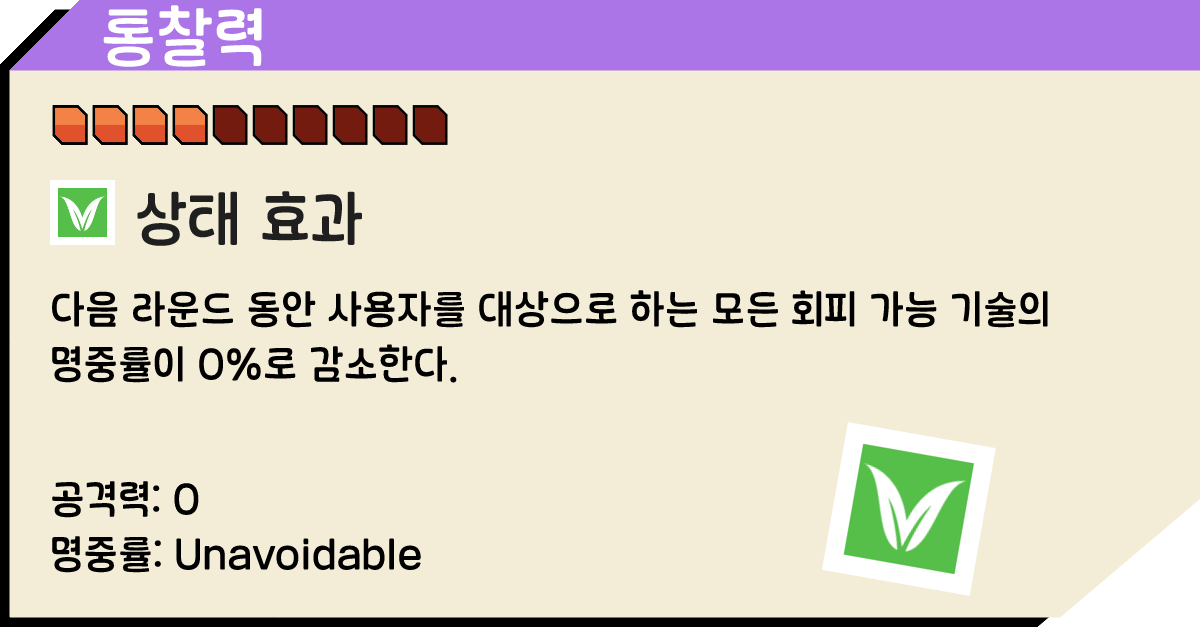 통찰력
상태 효과
다음 라운드 동안 사용자를 대상으로 하는 모든 회피 가능 기술의
명중률이 0%로 감소한다.
공격력: 0
명중률: Unavoidable